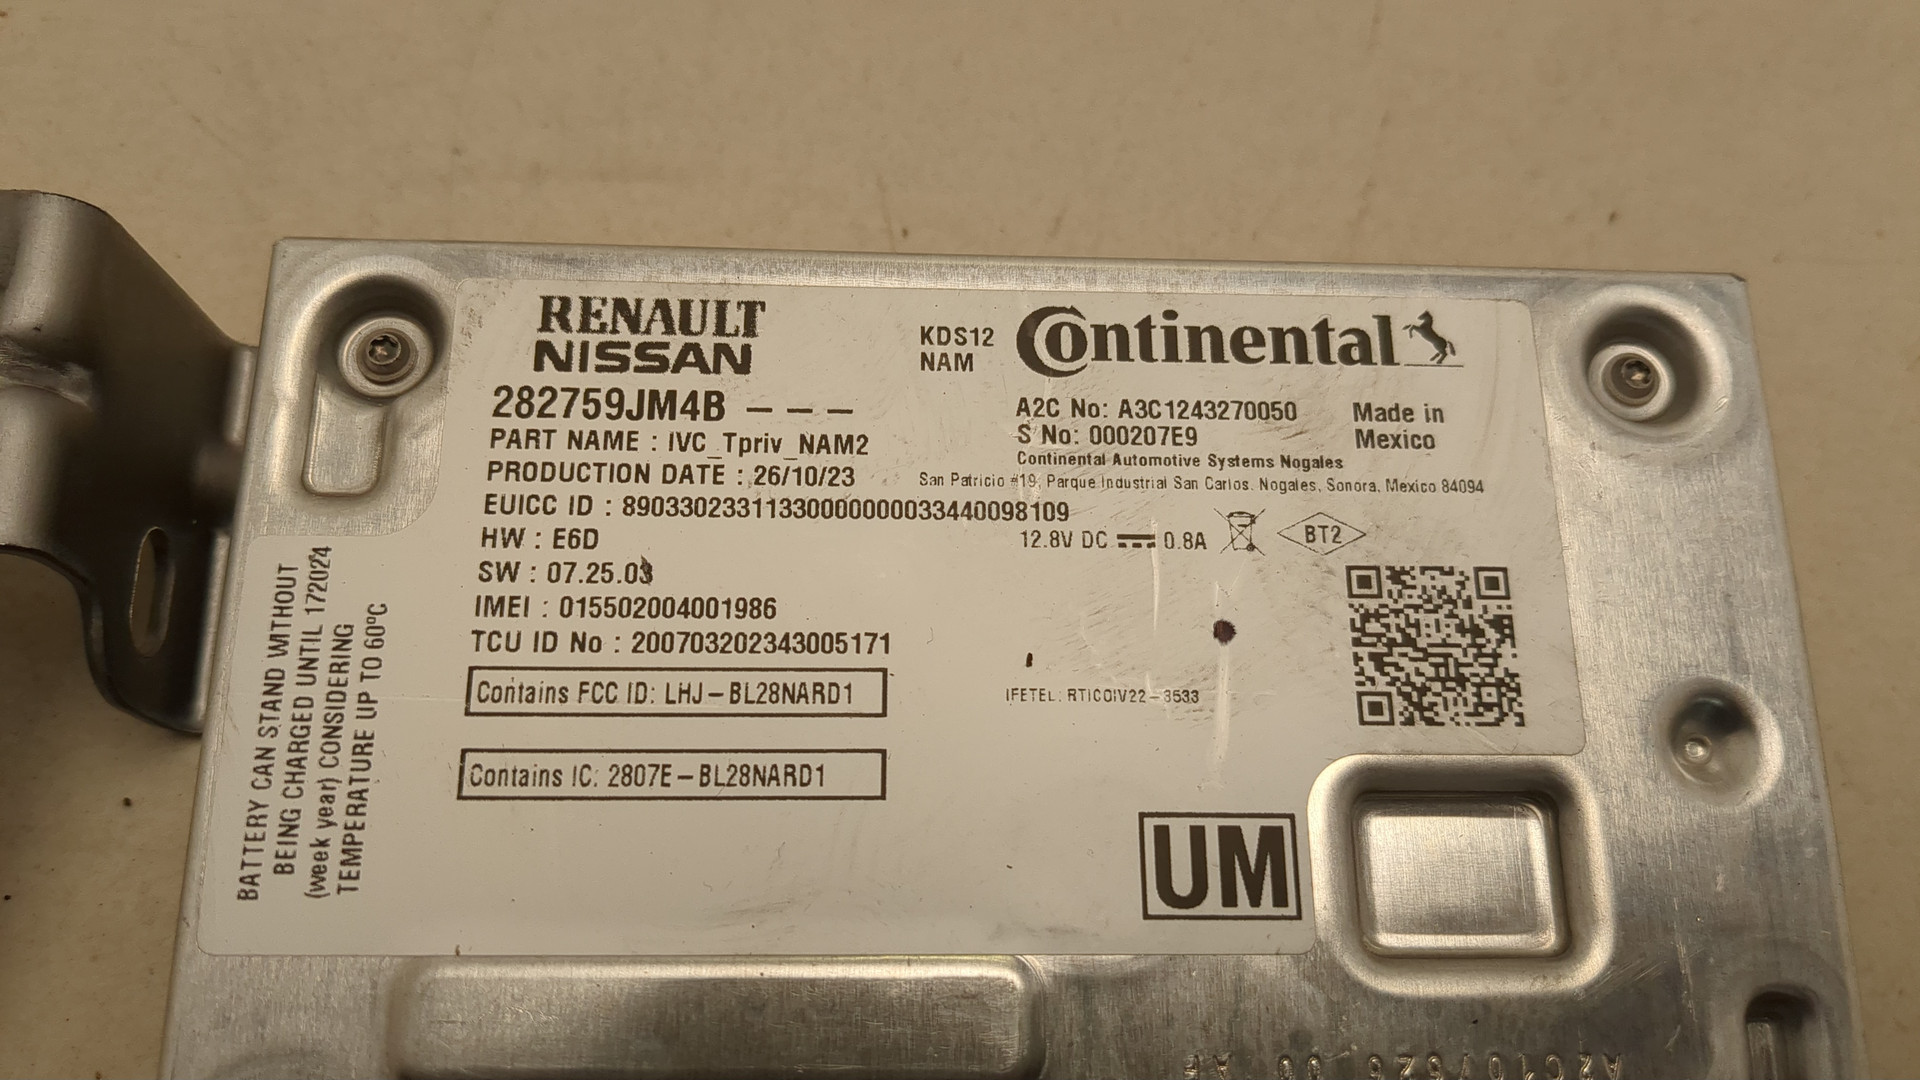 RENAULT
NISSAN
282759JM4B – – –
PART NAME : IVC_Tpriv_NAM2
PRODUCTION DATE : 26/10/23
EUICC ID : 89033023311330000000033440098109
HW : E6D
SW : 07.25.03
IMEI : 015502004001986
TCU ID No : 200703202343005171
Contains FCC ID: LHJ–BL28NARD1
Contains IC: 2807E–BL28NARD1
KDS12
NAM
Continental
A2C No: A3C1243270050
S No: 000207E9
Made in
Mexico
Continental Automotive Systems Nogales
San Patricio #19, Parque Industrial San Carlos. Nogales, Sonora, Mexico 84094
12.8V DC 0.8A
BT2
IFETEL: RTICOIV22–3533
UM
BATTERY CAN STAND WITHOUT
BEING CHARGED UNTIL 172024
(week year) CONSIDERING
TEMPERATURE UP TO 60ºC